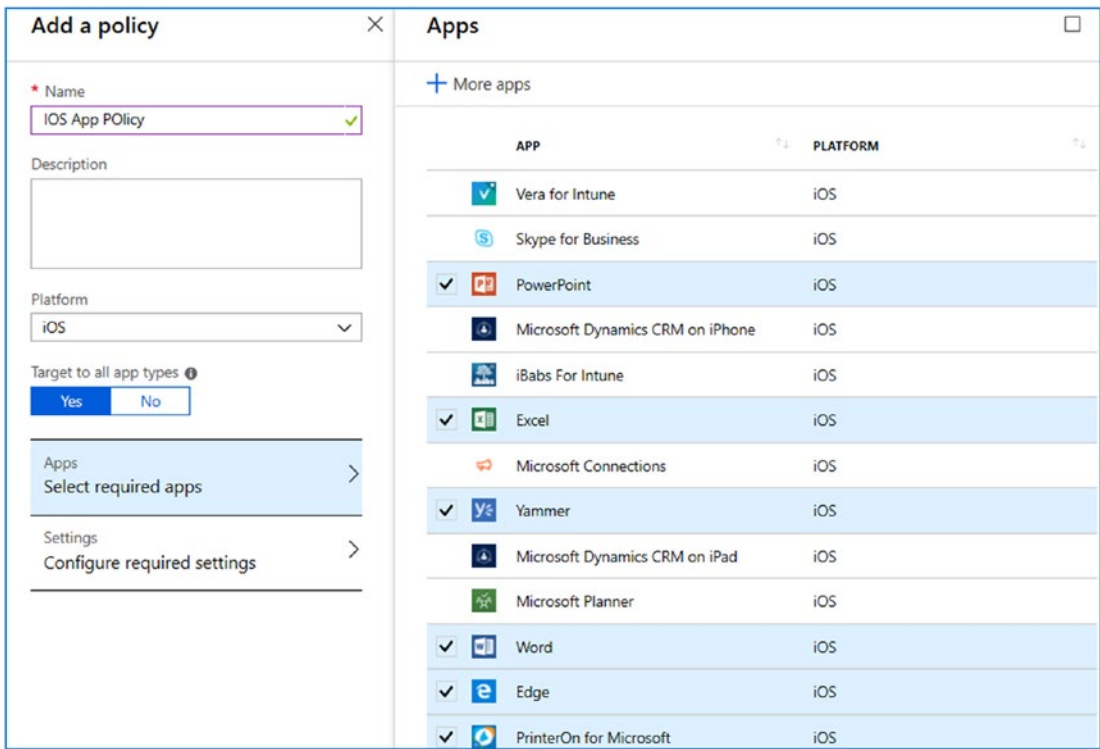 Add a policy
* Name
IOS App POlicy
Description
Platform
iOS
Target to all app types
Yes No
Apps
Select required apps
Settings
Configure required settings
Apps
+ More apps
APP PLATFORM
Vera for Intune iOS
Skype for Business iOS
PowerPoint iOS
Microsoft Dynamics CRM on iPhone iOS
iBabs For Intune iOS
Excel iOS
Microsoft Connections iOS
Yammer iOS
Microsoft Dynamics CRM on iPad iOS
Microsoft Planner iOS
Word iOS
Edge iOS
PrinterOn for Microsoft iOS